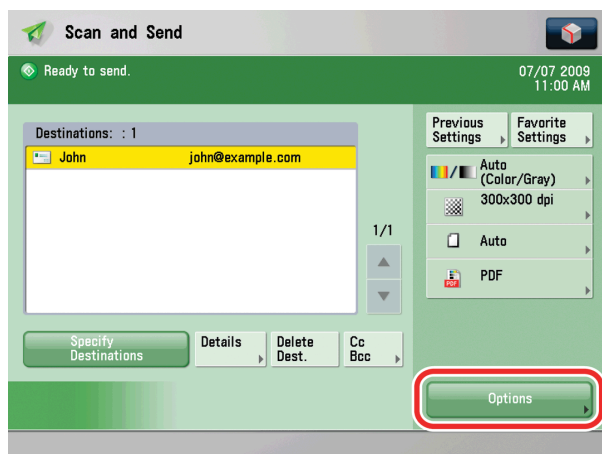 Scan and Send
Ready to send.
07/07 2009
11:00 AM
Destinations: : 1
John john@example.com
1/1
Specify
Destinations
Details
Delete
Dest.
Cc
Bcc
Previous
Settings
Favorite
Settings
Auto
(Color/Gray)
300x300 dpi
Auto
PDF
PDF
Options